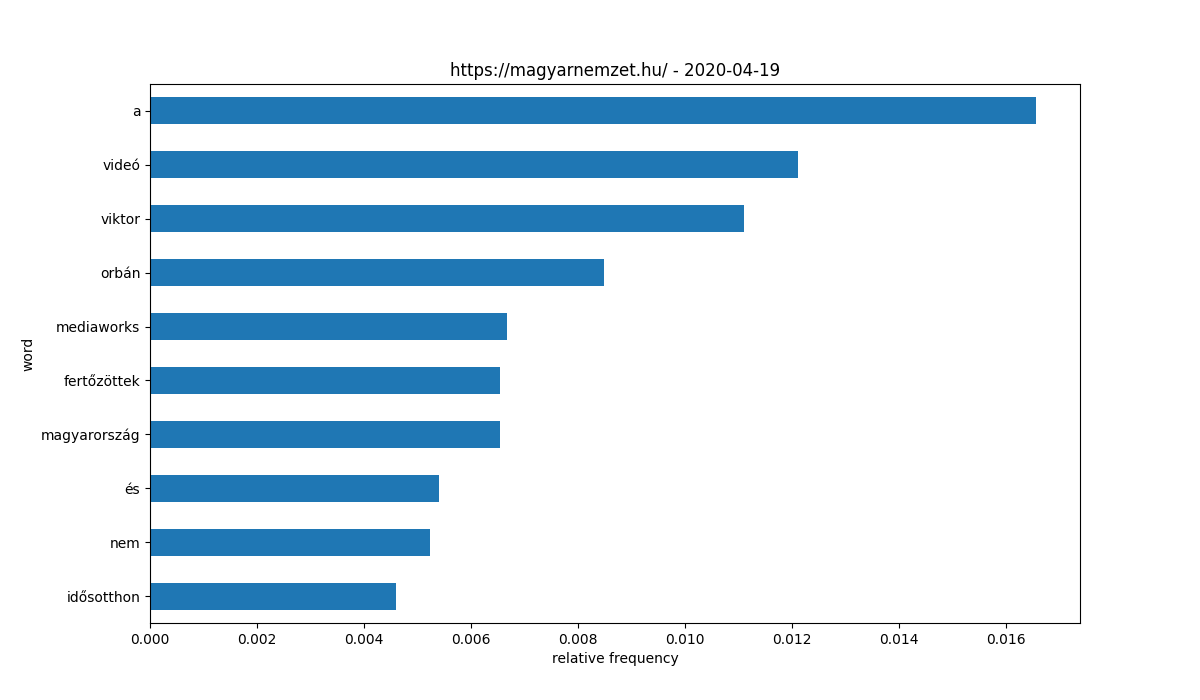 https://magyarnemzet.hu/ - 2020-04-19
a
videó
viktor
orbán
mediaworks
fertőzöttek
magyarország
és
nem
idősotthon
word
0.000 0.002 0.004 0.006 0.008 0.010 0.012 0.014 0.016
relative frequency